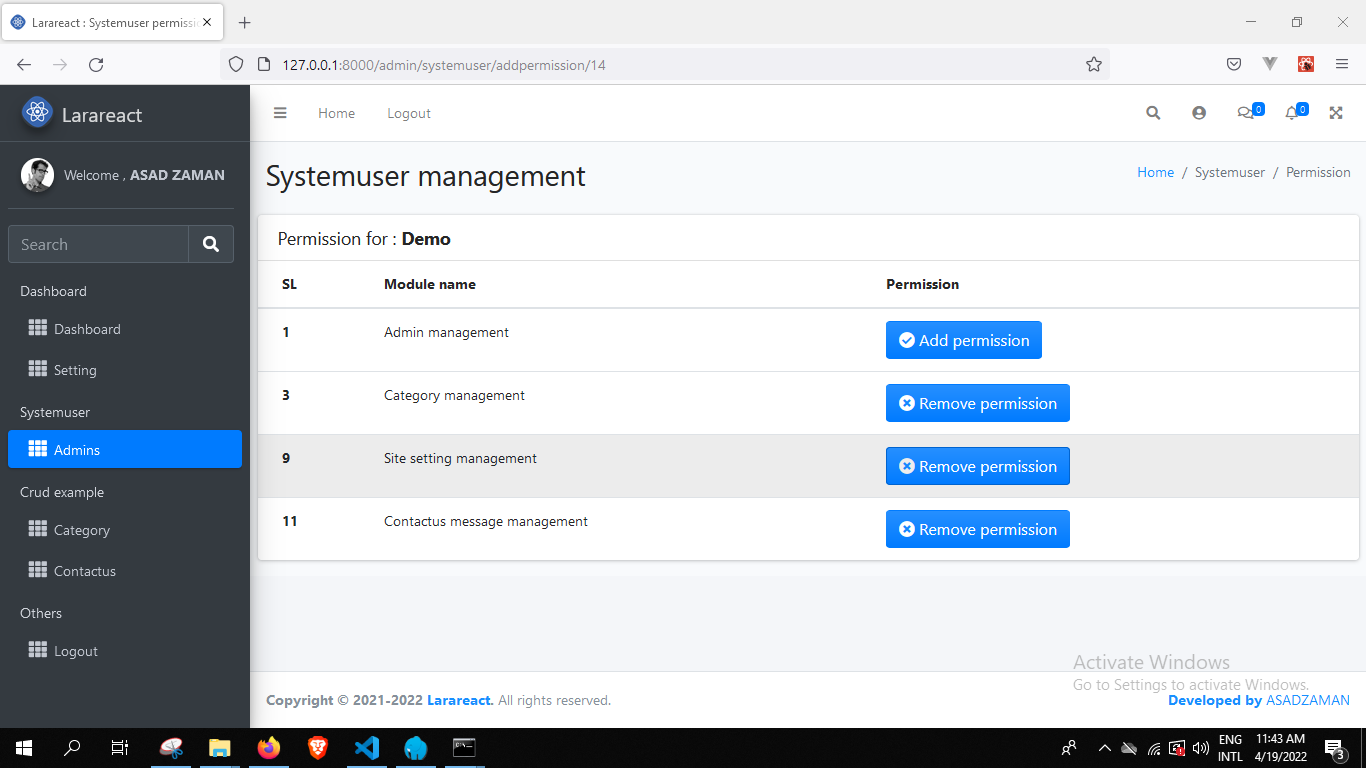 Larareact : Systemuser permissi
127.0.0.1:8000/admin/systemuser/addpermission/14
Larareact
Home
Logout
0
0
Welcome , ASAD ZAMAN
Search
Dashboard
Dashboard
Setting
Systemuser
Admins
Crud example
Category
Contactus
Others
Logout
Systemuser management
Home / Systemuser / Permission
Permission for : Demo
SL Module name Permission
1 Admin management Add permission
3 Category management Remove permission
9 Site setting management Remove permission
11 Contactus message management Remove permission
Activate Windows
Go to Settings to activate Windows.
Copyright © 2021-2022 Larareact. All rights reserved.
Developed by ASADZAMAN
ENG
INTL
11:43 AM
4/19/2022
3